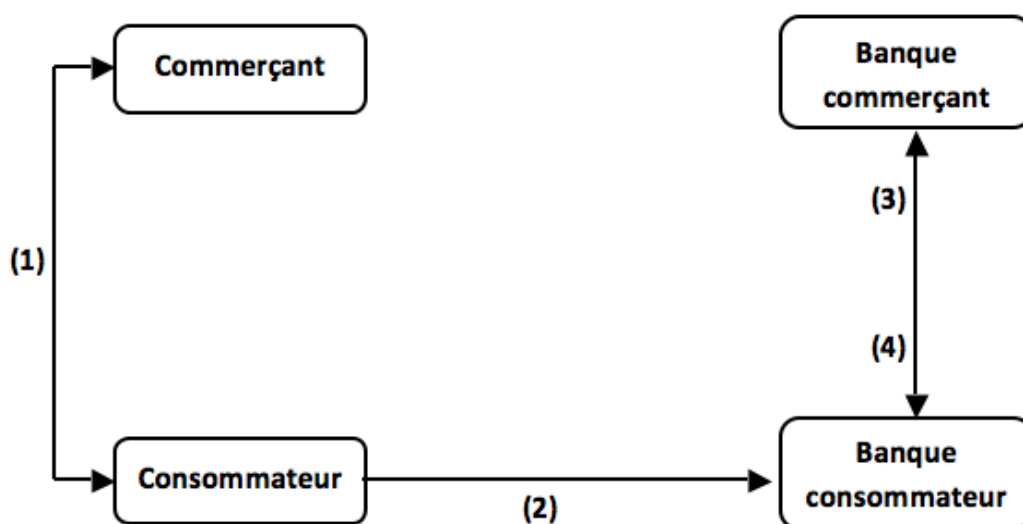 Commerçant
Banque
commerçant
(3)
(1)
(4)
Consommateur
(2)
Banque
consommateur